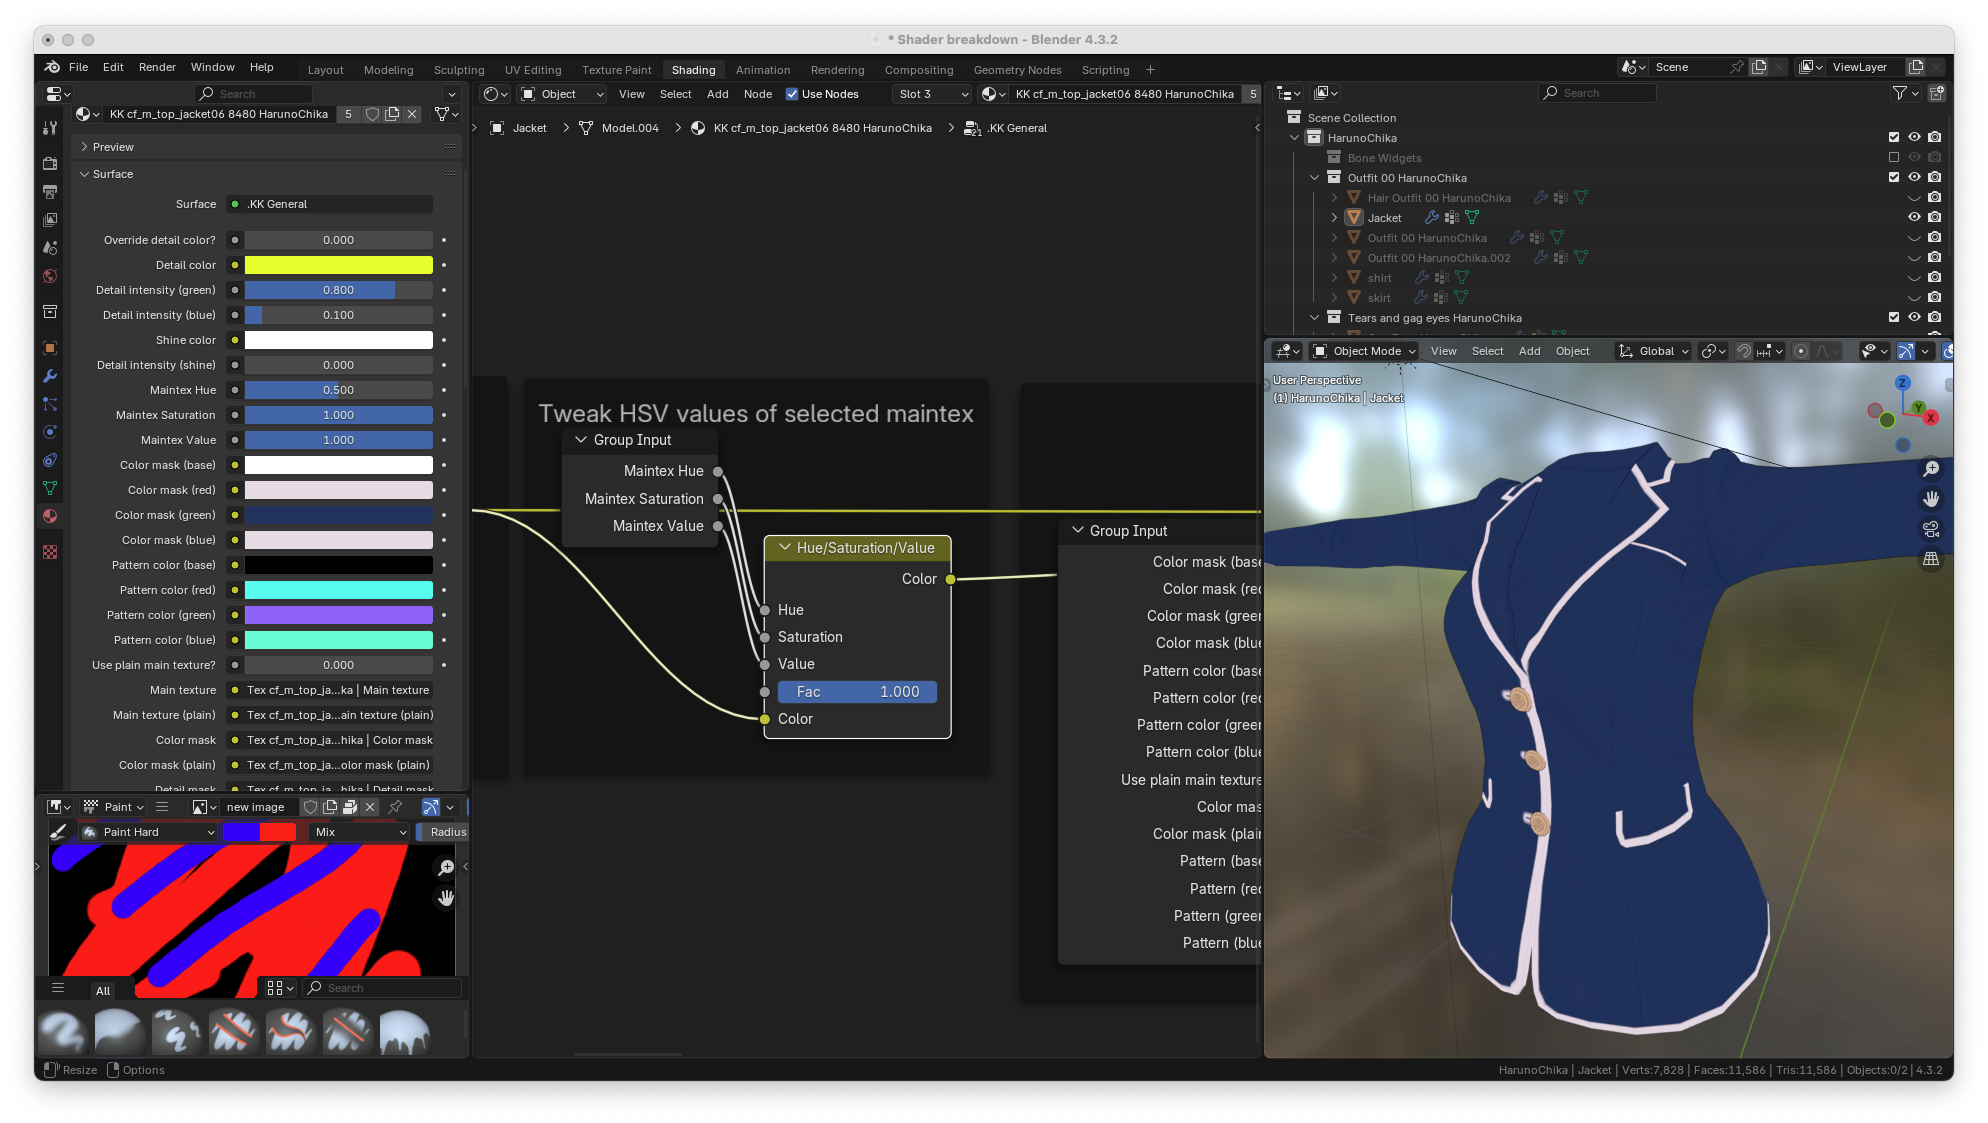 * Shader breakdown - Blender 4.3.2
File Edit Render Window Help
Layout Modeling Sculpting UV Editing Texture Paint Shading Animation Rendering Compositing Geometry Nodes Scripting +
Scene
ViewLayer
Search
KK cf_m_top_jacket06 8480 HarunoChika 5
Preview
Surface
Surface .KK General
Override detail color? 0.000
Detail color
Detail intensity (green) 0.800
Detail intensity (blue) 0.100
Shine color
Detail intensity (shine) 0.000
Maintex Hue 0.500
Maintex Saturation 1.000
Maintex Value 1.000
Color mask (base)
Color mask (red)
Color mask (green)
Color mask (blue)
Pattern color (base)
Pattern color (red)
Pattern color (green)
Pattern color (blue)
Use plain main texture? 0.000
Main texture Tex cf_m_top_ja...ka | Main texture
Main texture (plain) Tex cf_m_top_ja...ain texture (plain)
Color mask Tex cf_m_top_ja...hika | Color mask
Color mask (plain) Tex cf_m_top_ja...olor mask (plain)
Detail mask Tex cf_m_top_ja...hika | Detail mask
Paint new image
Paint Hard Mix Radius
All Search
Resize Options
Object View Select Add Node Use Nodes Slot 3 KK cf_m_top_jacket06 8480 HarunoChika 5
Jacket > Model.004 > KK cf_m_top_jacket06 8480 HarunoChika > .KK General
Tweak HSV values of selected maintex
Group Input
Maintex Hue
Maintex Saturation
Maintex Value
Hue/Saturation/Value
Color
Hue
Saturation
Value
Fac 1.000
Color
Group Input
Color mask (base
Color mask (red
Color mask (green
Color mask (blue
Pattern color (base
Pattern color (red
Pattern color (green
Pattern color (blue
Use plain main texture
Color mas
Color mask (plain
Pattern (base
Pattern (red
Pattern (green
Pattern (blue
Search
Scene Collection
HarunoChika
Bone Widgets
Outfit 00 HarunoChika
Hair Outfit 00 HarunoChika
Jacket
Outfit 00 HarunoChika
Outfit 00 HarunoChika.002
shirt
skirt
Tears and gag eyes HarunoChika
Object Mode View Select Add Object Global
User Perspective
(1) HarunoChika | Jacket
Z
Y
X
HarunoChika | Jacket | Verts:7,828 | Faces:11,586 | Tris:11,586 | Objects:0/2 | 4.3.2